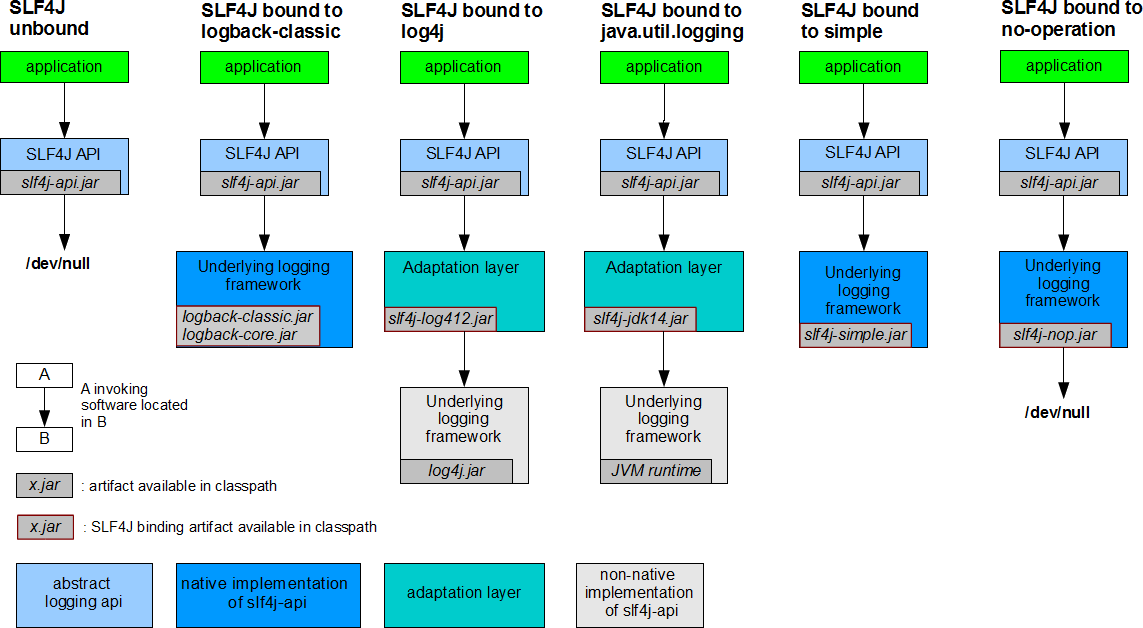 SLF4J
unbound
SLF4J bound to
logback-classic
SLF4J bound to
log4j
SLF4J bound to
java.util.logging
SLF4J bound
to simple
SLF4J bound to
no-operation
application
application
application
application
application
application
SLF4J API
slf4j-api.jar
SLF4J API
slf4j-api.jar
SLF4J API
slf4j-api.jar
SLF4J API
slf4j-api.jar
SLF4J API
slf4j-api.jar
SLF4J API
slf4j-api.jar
/dev/null
Underlying logging
framework
logback-classic.jar
logback-core.jar
Adaptation layer
slf4j-log412.jar
Adaptation layer
slf4j-jdk14.jar
Underlying
logging
framework
slf4j-simple.jar
Underlying
logging
framework
slf4j-nop.jar
Underlying
logging
framework
log4j.jar
Underlying
logging
framework
JVM runtime
/dev/null
A
B
A invoking
software located
in B
x.jar : artifact available in classpath
x.jar : SLF4J binding artifact available in classpath
abstract
logging api
native implementation
of slf4j-api
adaptation layer
non-native
implementation
of slf4j-api